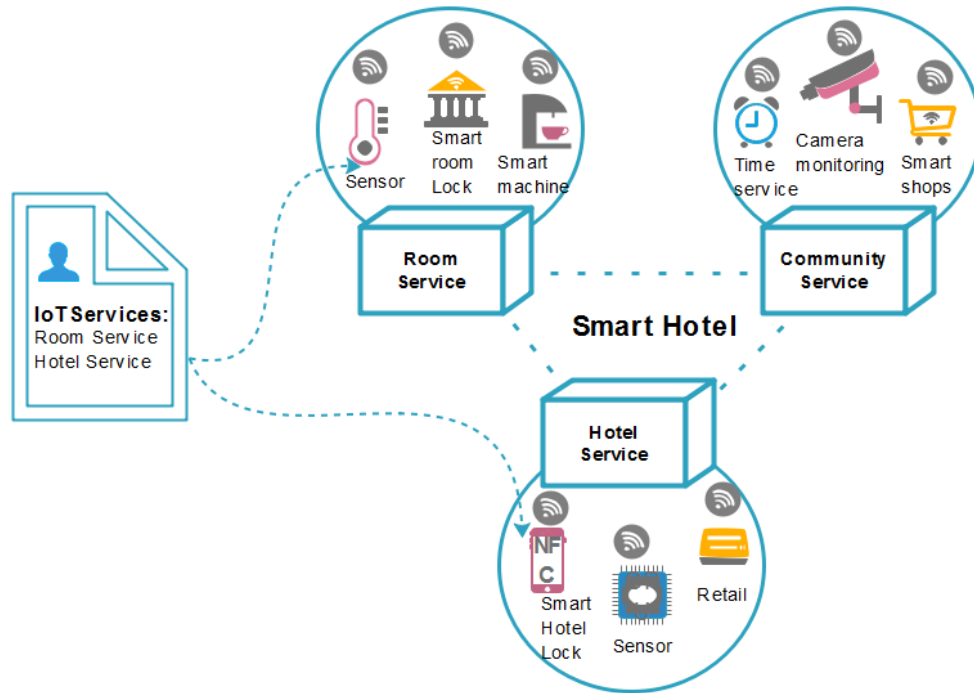 IoTServices:
Room Service
Hotel Service
Sensor
Smart
room
Lock
Smart
machine
Room
Service
Time
service
Camera
monitoring
Smart
shops
Community
Service
Smart Hotel
Hotel
Service
NF
C
Smart
Hotel
Lock
Sensor
Retail